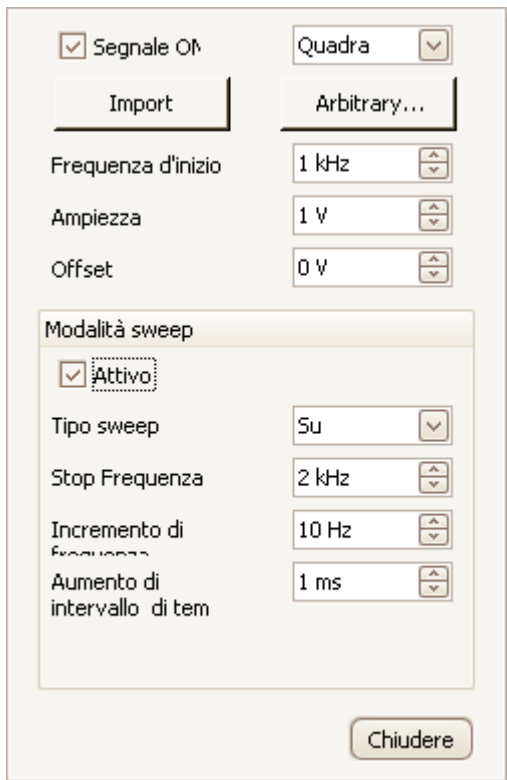 Segnale ON
Quadra
Import
Arbitrary...
Frequenza d'inizio
1 kHz
Ampiezza
1 V
Offset
0 V
Modalità sweep
Attivo
Tipo sweep
Su
Stop Frequenza
2 kHz
Incremento di
frequenza
10 Hz
Aumento di
intervallo di tem
1 ms
Chiudere